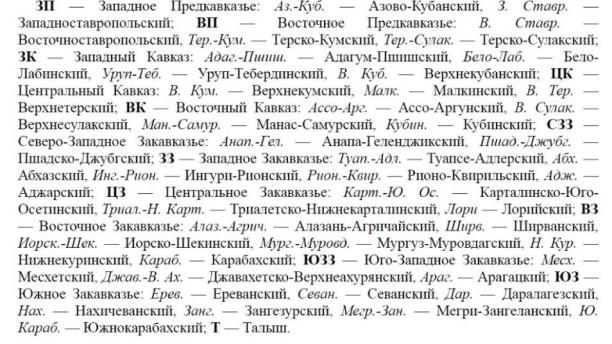 ЗП — Западное Предкавказье: Аз.-Куб. — Азово-Кубанский, З. Ставр. —
Западноставропольский; ВП — Восточное Предкавказье: В. Ставр. —
Восточноставропольский, Тер.-Кум. — Терско-Кумский, Тер.-Сулак. — Терско-Сулакский;
ЗК — Западный Кавказ: Адаг.-Пшиш. — Адагум-Пшишский, Бело-Лаб. — Бело-
Лабинский, Уруп-Теб. — Уруп-Тебердинский, В. Куб. — Верхнекубанский; ЦК —
Центральный Кавказ: В. Кум. — Верхнекумский, Малк. — Малкинский, В. Тер. —
Верхнетерский; ВК — Восточный Кавказ: Ассо-Арг. — Ассо-Аргунский, В. Сулак. —
Верхнесулакский, Ман.-Самур. — Манас-Самурский, Кубин. — Кубинский; СЗЗ —
Северо-Западное Закавказье: Анап.-Гел. — Анапа-Геленджикский, Пшад.-Джубг. —
Пшадско-Джубгский; ЗЗ — Западное Закавказье: Туап.-Адл. — Туапсе-Адлерский, Абх. —
Абхазский, Инг.-Рион. — Ингури-Рионский, Рион.-Квир. — Рионо-Квирильский, Адж. —
Аджарский; ЦЗ — Центральное Закавказье: Карт.-Ю. Ос. — Карталинско-Юго-
Осетинский, Триал.-Н. Карт. — Триалетско-Нижнекарталинский, Лори — Лорийский; ВЗ
— Восточное Закавказье: Алаз.-Агрич. — Алазань-Агричайский, Ширв. — Ширванский,
Иорск.-Шек. — Иорско-Шекинский, Мург.-Муровд. — Мургуз-Муровдагский, Н. Кур. —
Нижнекуринский, Караб. — Карабахский; ЮЗЗ — Юго-Западное Закавказье: Месх. —
Месхетский, Джав.-В. Ах. — Джавахетско-Верхнеахурянский, Араг. — Арагацкий; ЮЗ —
Южное Закавказье: Ерев. — Ереванский, Севан. — Севанский, Дар. — Даралагезский,
Нах. — Нахичеванский, Занг. — Зангезурский, Мегр.-Зан. — Мегри-Зангеланский, Ю.
Караб. — Южнокарабахский; Т — Талыш.